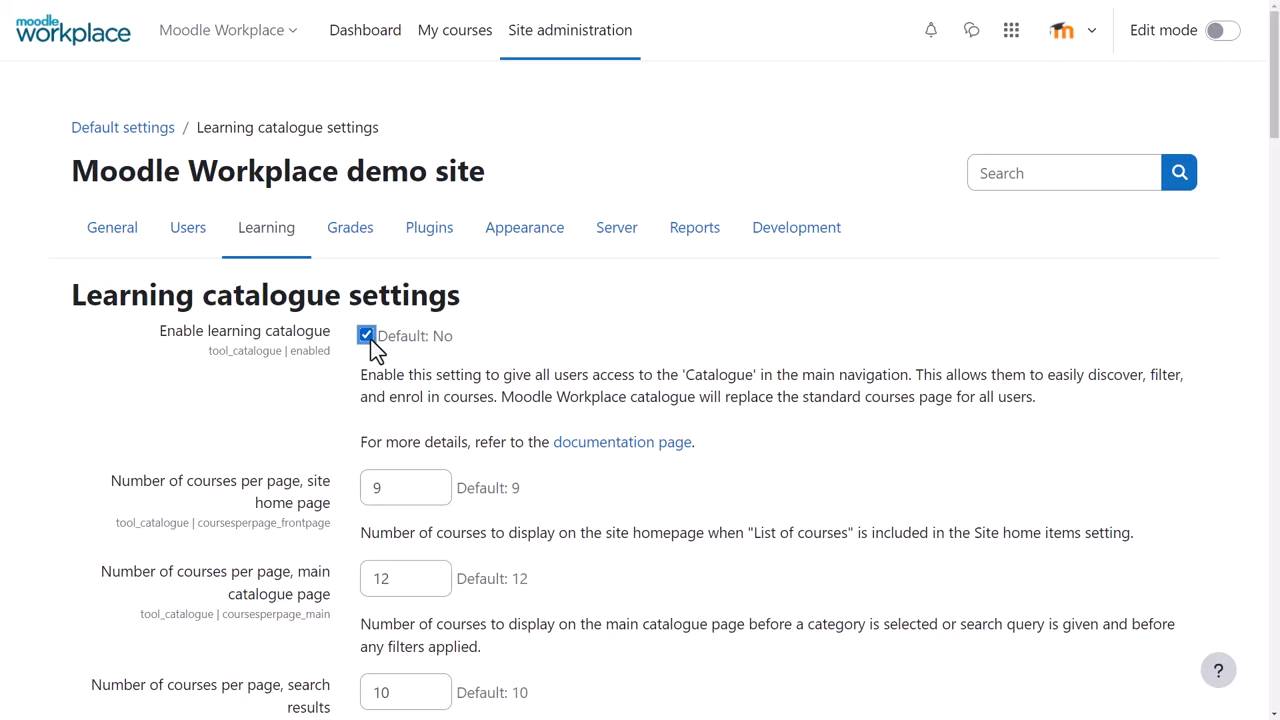 moodle
workplace
Moodle Workplace
Dashboard
My courses
Site administration
Edit mode
Default settings / Learning catalogue settings
Moodle Workplace demo site
Search
General
Users
Learning
Grades
Plugins
Appearance
Server
Reports
Development
Learning catalogue settings
Enable learning catalogue
tool_catalogue | enabled
Default: No
Enable this setting to give all users access to the 'Catalogue' in the main navigation. This allows them to easily discover, filter,
and enrol in courses. Moodle Workplace catalogue will replace the standard courses page for all users.
For more details, refer to the documentation page.
Number of courses per page, site
home page
tool_catalogue | coursesperpage_frontpage
9 Default: 9
Number of courses to display on the site homepage when "List of courses" is included in the Site home items setting.
Number of courses per page, main
catalogue page
tool_catalogue | coursesperpage_main
12 Default: 12
Number of courses to display on the main catalogue page before a category is selected or search query is given and before
any filters applied.
Number of courses per page, search
results
10 Default: 10
?